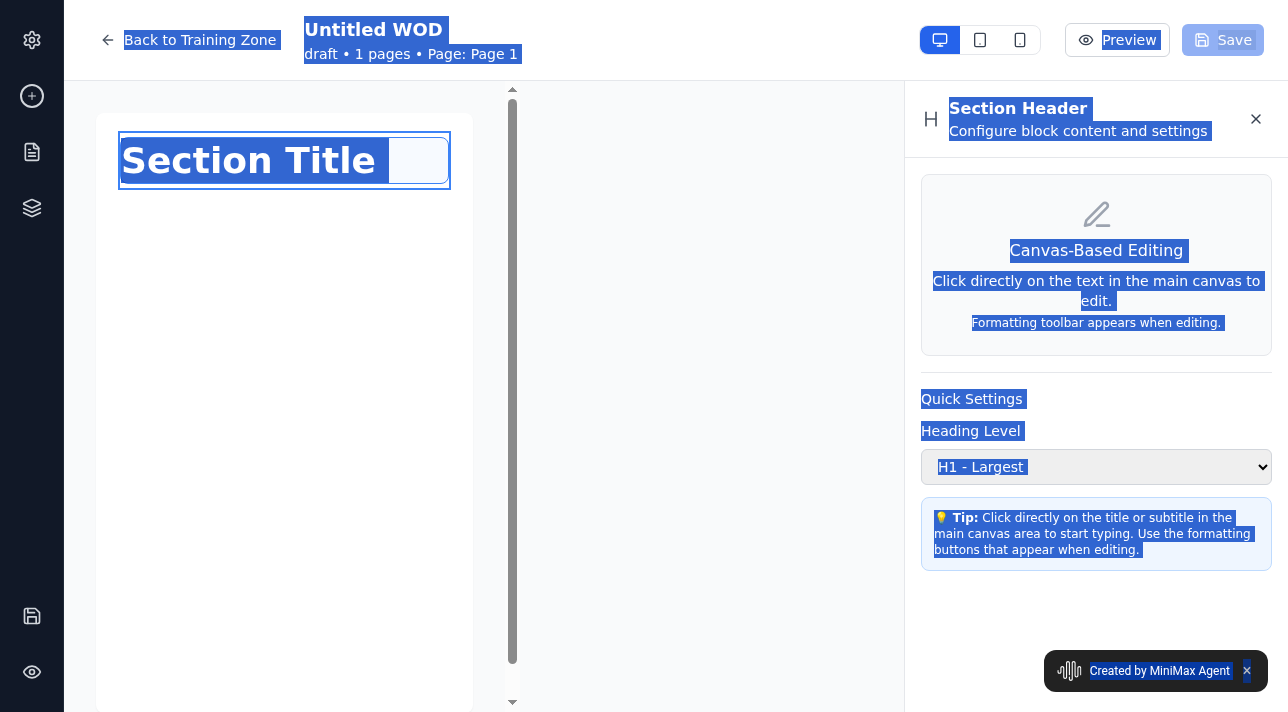 Back to Training Zone
Untitled WOD
draft • 1 pages • Page: Page 1
Preview
Save
Section Title
Section Header
Configure block content and settings
Canvas-Based Editing
Click directly on the text in the main canvas to
edit.
Formatting toolbar appears when editing.
Quick Settings
Heading Level
H1 - Largest
💡 Tip: Click directly on the title or subtitle in the
main canvas area to start typing. Use the formatting
buttons that appear when editing.
Created by MiniMax Agent ×